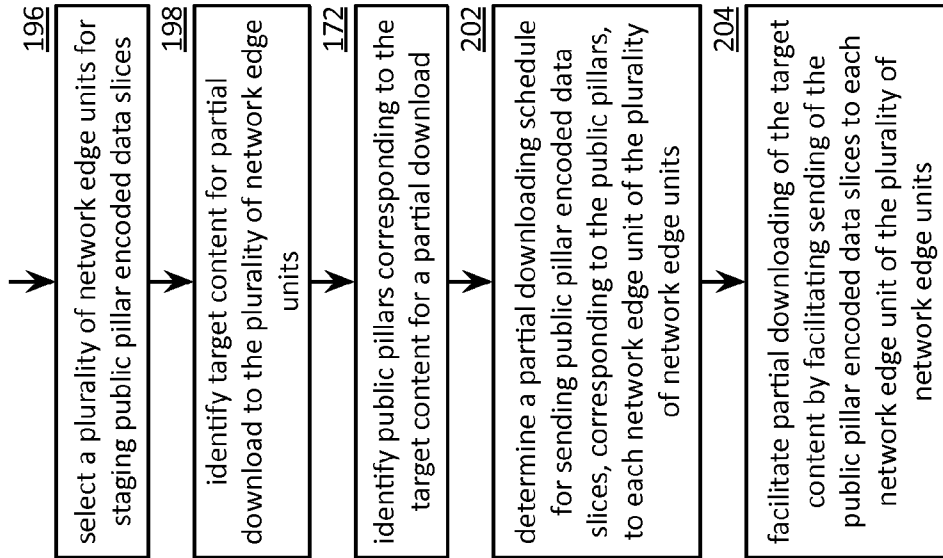 196
select a plurality of network edge units for
staging public pillar encoded data slices
198
identify target content for partial
download to the plurality of network edge
units
172
identify public pillars corresponding to the
target content for a partial download
202
determine a partial downloading schedule
for sending public pillar encoded data
slices, corresponding to the public pillars,
to each network edge unit of the plurality
of network edge units
204
facilitate partial downloading of the target
content by facilitating sending of the
public pillar encoded data slices to each
network edge unit of the plurality of
network edge units